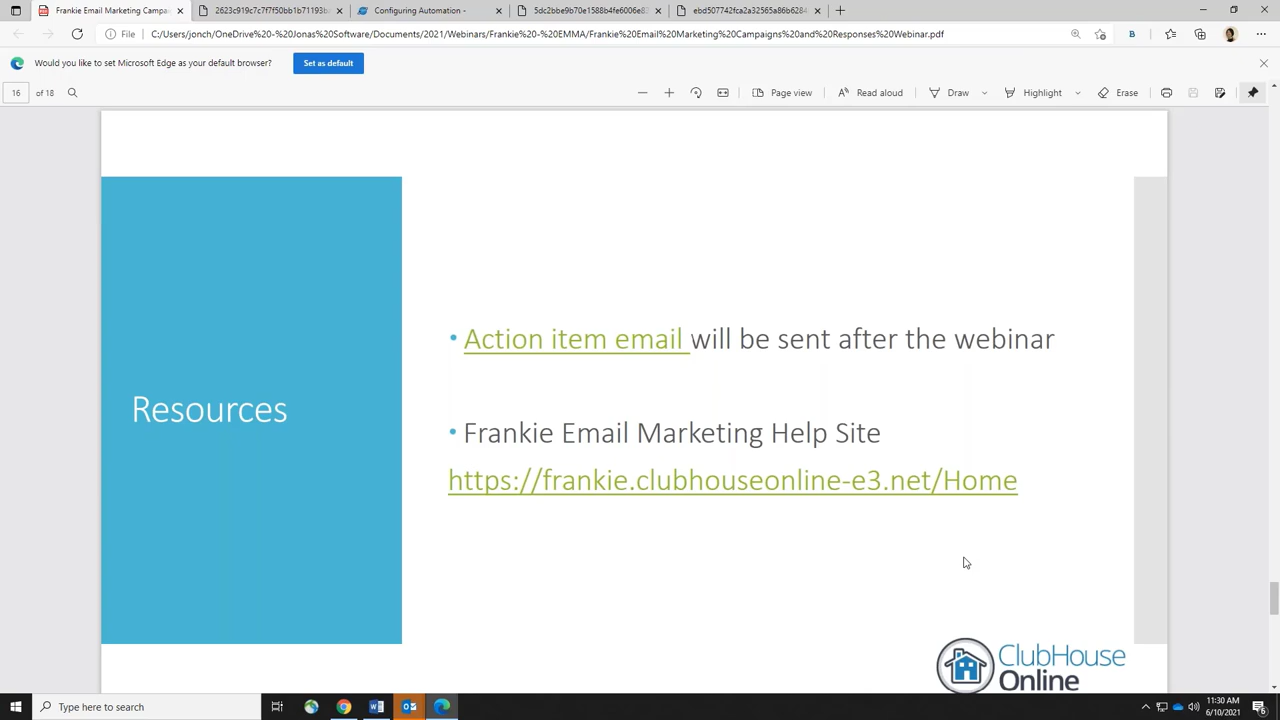 Frankie Email Marketing Campa
2623c919c7c7f7f50bb1b71193b
Configuring Automation -
5dc2bbe9b70e1588b4fe6006e83
ebd507742fca2a32565a86b6284
File
C:/Users/jonch/OneDrive%20-%20Jonas%20Software/Documents/2021/Webinars/Frankie%20-%20EMMA/Frankie%20Email%20Marketing%20Campaigns%20and%20Responses%20Webinar.pdf
Would you like to set Microsoft Edge as your default browser?
Set as default
16 of 18
Page view
Read aloud
Draw
Highlight
Erase
Resources
• Action item email will be sent after the webinar
• Frankie Email Marketing Help Site
https://frankie.clubhouseonline-e3.net/Home
ClubHouse
Online
Type here to search
11:30 AM
6/10/2021